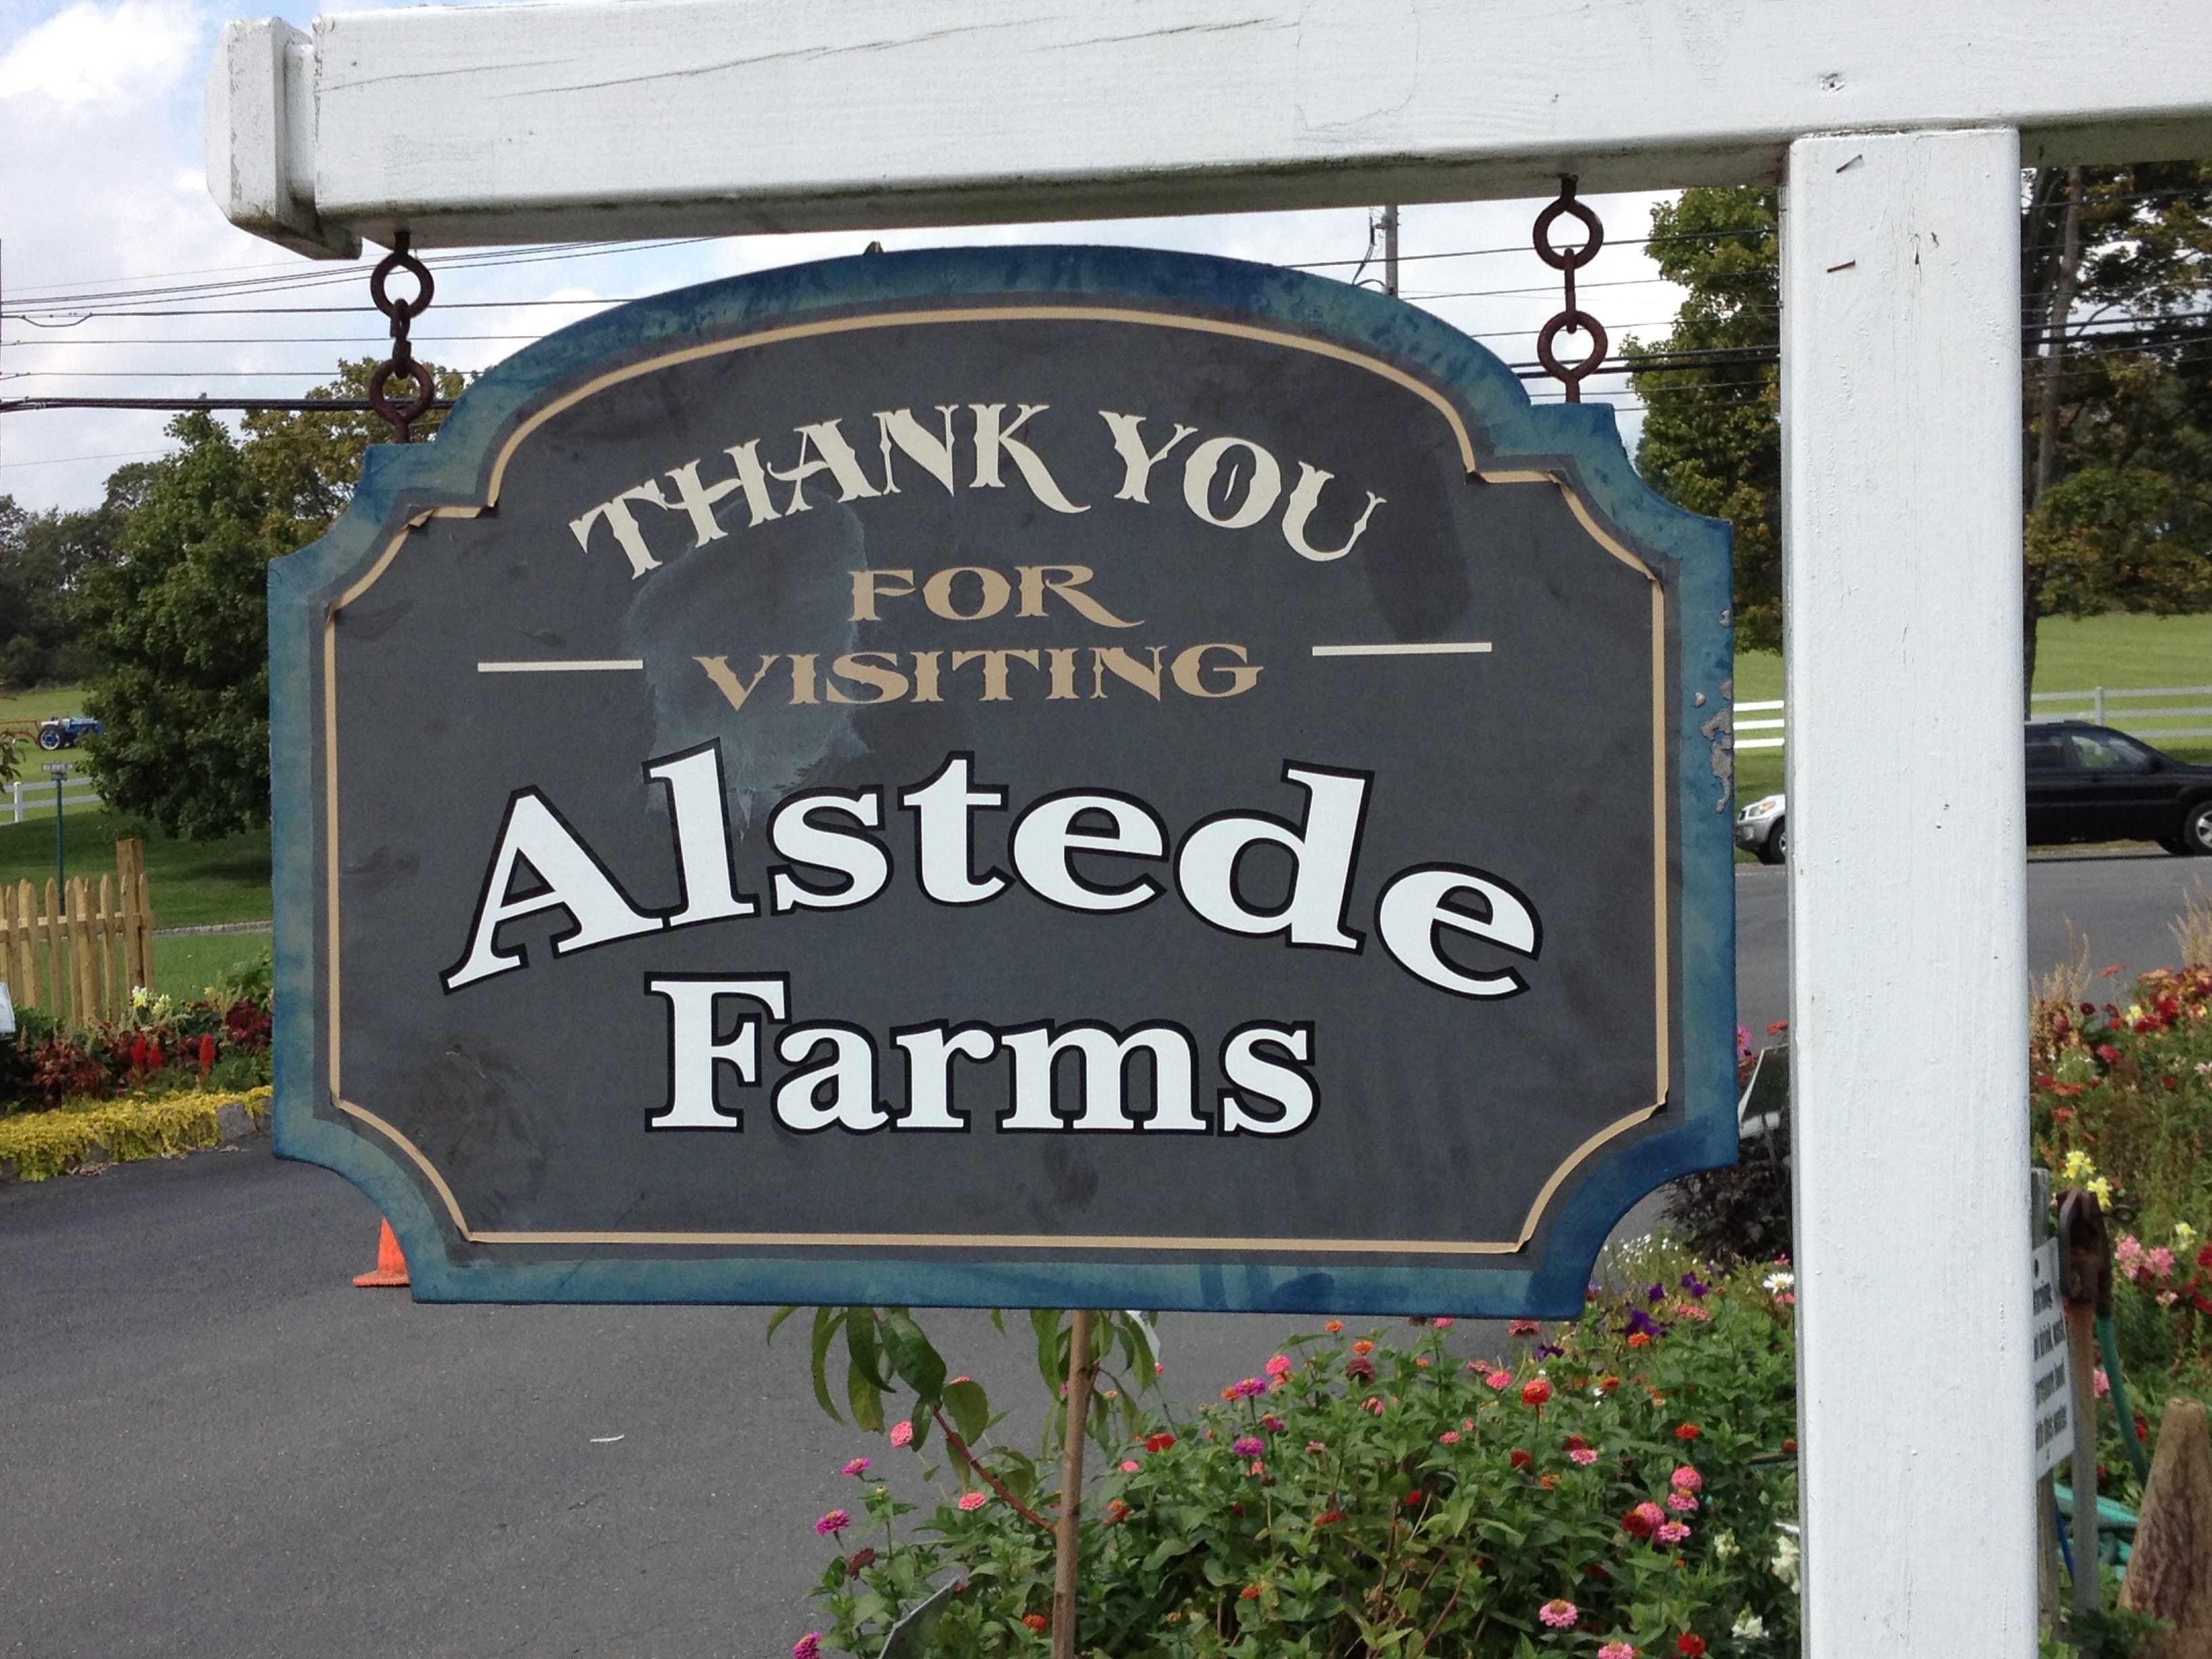 THANK YOU
FOR
VISITING
Alstede
Farms